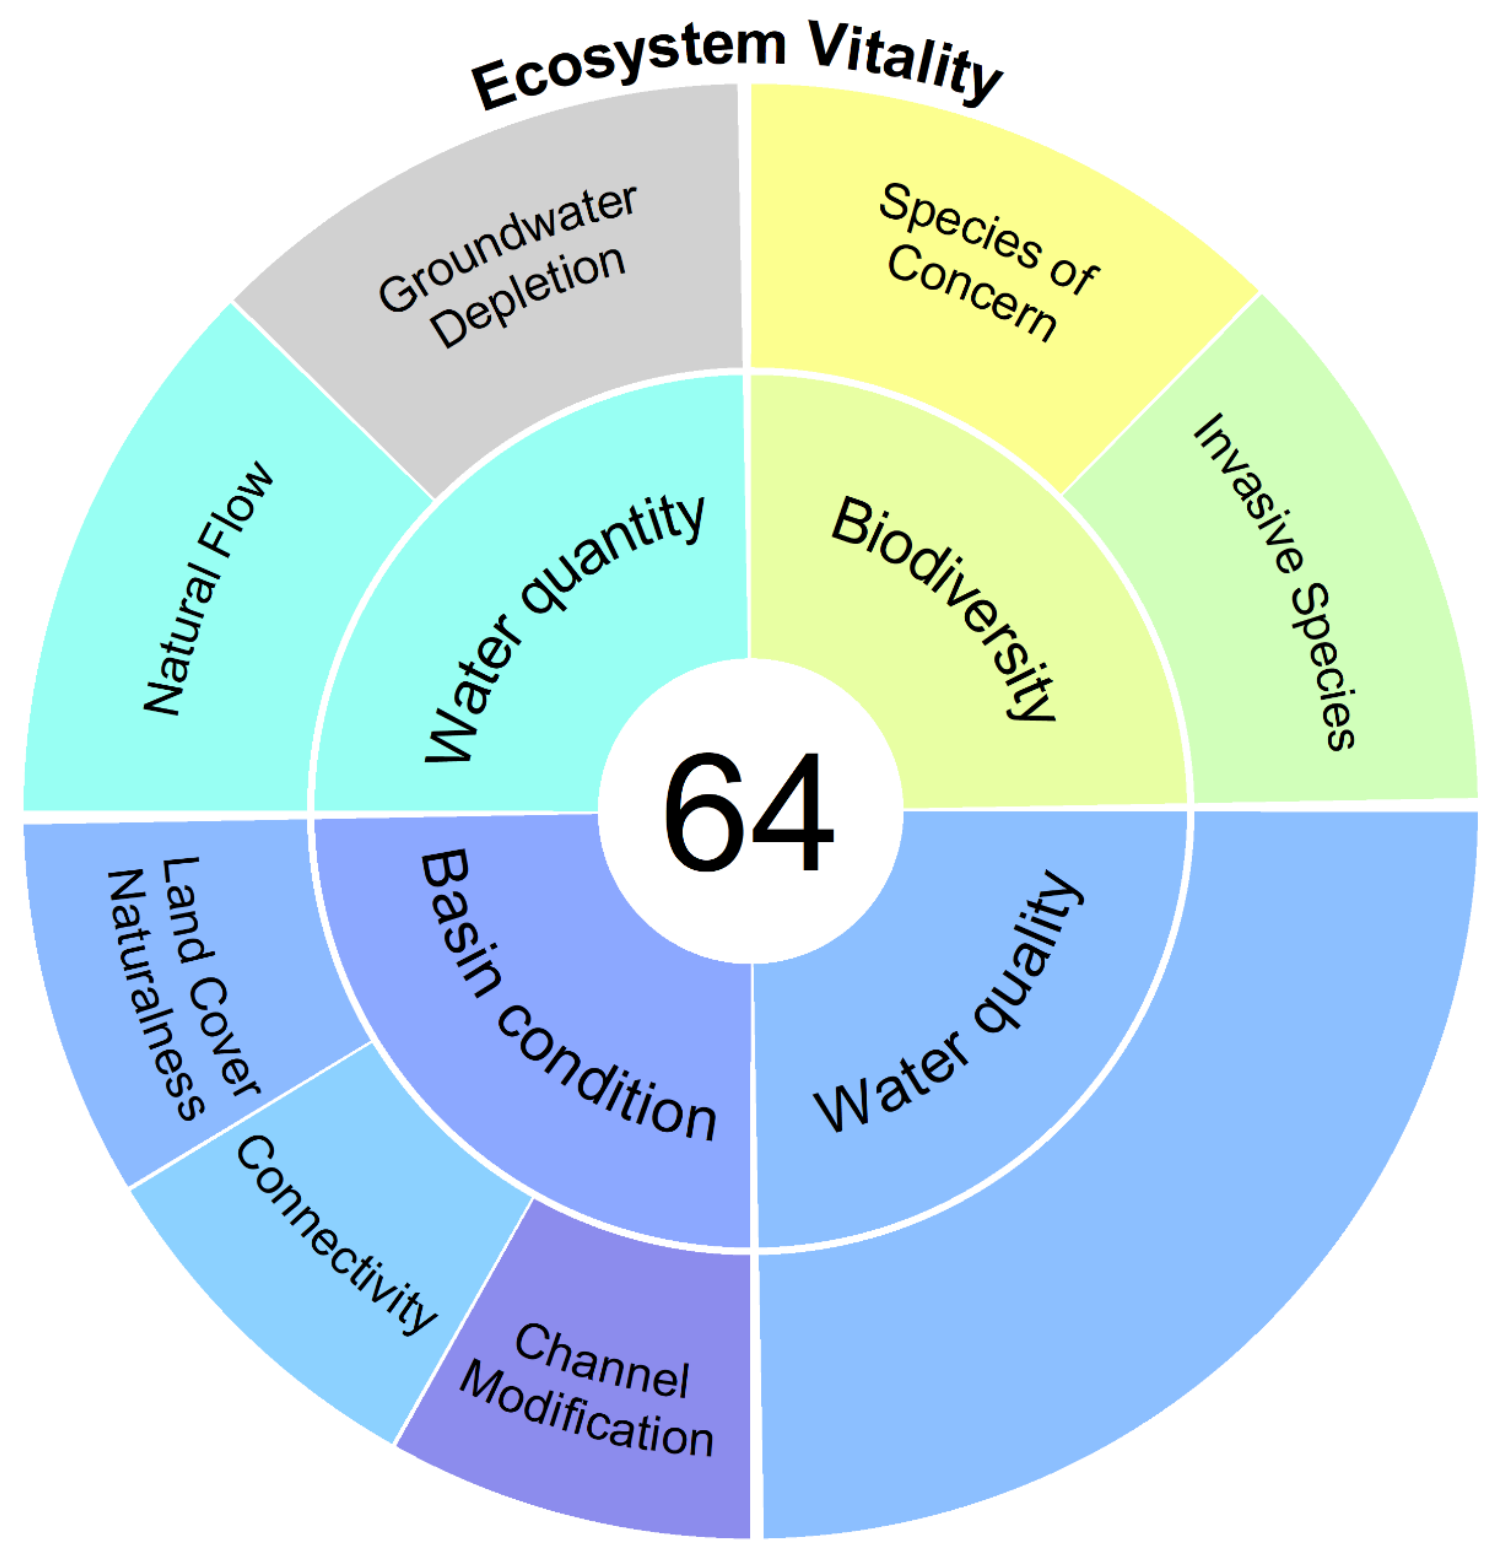 Ecosystem Vitality
Groundwater
Depletion
Species of
Concern
Natural Flow
Invasive Species
Water quantity
Biodiversity
64
Land Cover
Naturalness
Basin condition
Water quality
Connectivity
Channel
Modification